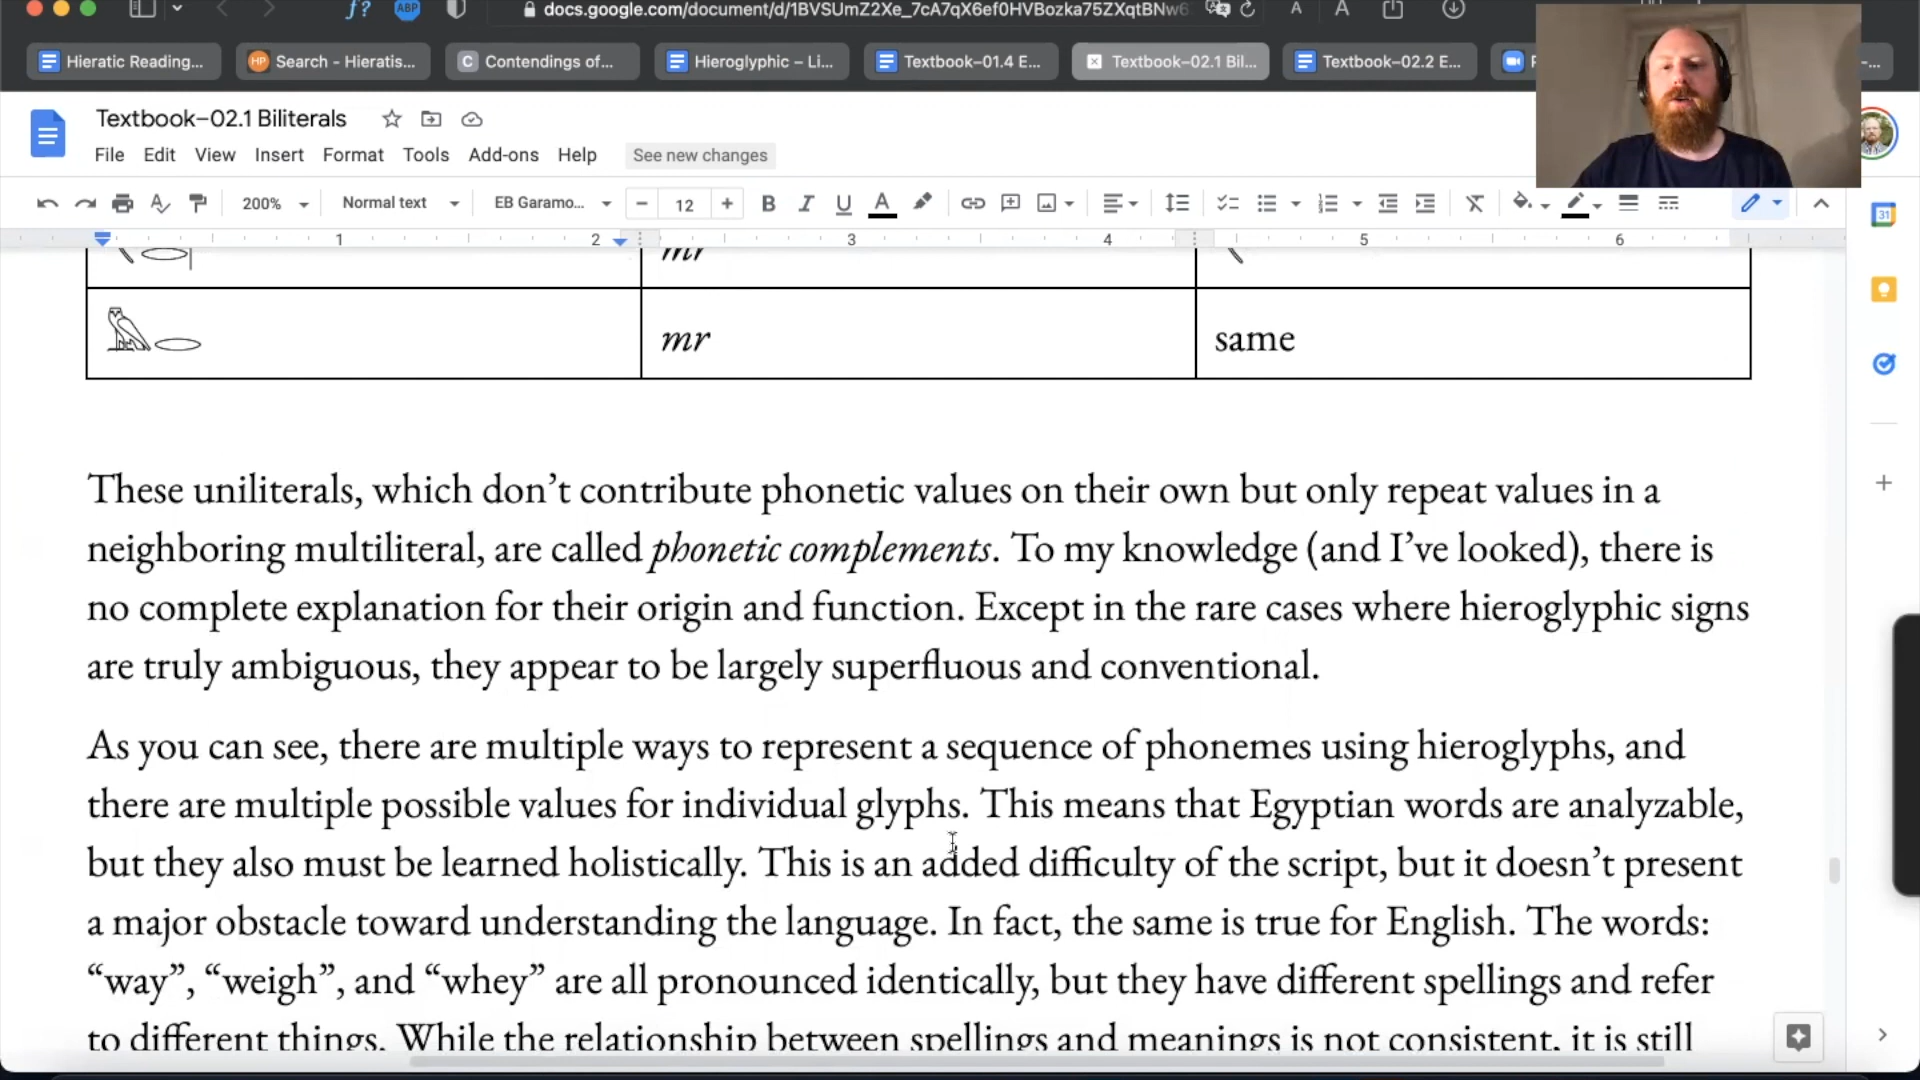 docs.google.com/document/d/1BVSUmZ2Xe_7cA7qX6ef0HVBozka75ZXqtBNw6
Hieratic Reading...
Search - Hieratis...
Contendings of...
Hieroglyphic – Li...
Textbook–01.4 E...
Textbook–02.1 Bil...
Textbook–02.2 E...
Textbook–02.1 Biliterals
File Edit View Insert Format Tools Add-ons Help See new changes
200% Normal text EB Garamo... 12
1 2 3 4 5 6
mr
mr same
These uniliterals, which don’t contribute phonetic values on their own but only repeat values in a
neighboring multiliteral, are called phonetic complements. To my knowledge (and I’ve looked), there is
no complete explanation for their origin and function. Except in the rare cases where hieroglyphic signs
are truly ambiguous, they appear to be largely superfluous and conventional.
As you can see, there are multiple ways to represent a sequence of phonemes using hieroglyphs, and
there are multiple possible values for individual glyphs. This means that Egyptian words are analyzable,
but they also must be learned holistically. This is an added difficulty of the script, but it doesn’t present
a major obstacle toward understanding the language. In fact, the same is true for English. The words:
“way”, “weigh”, and “whey” are all pronounced identically, but they have different spellings and refer
to different things. While the relationship between spellings and meanings is not consistent, it is still